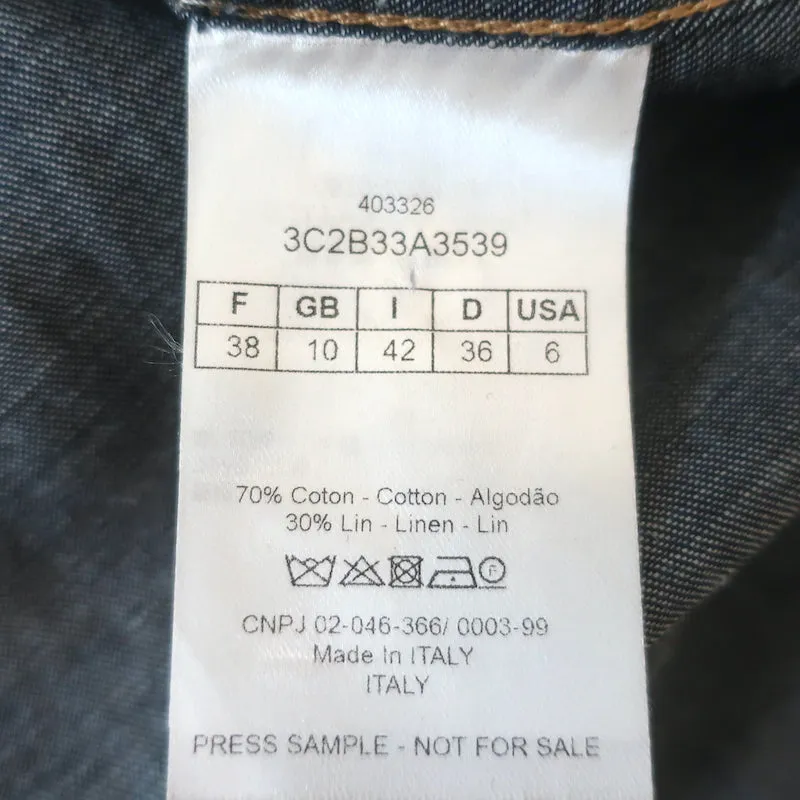 403326
3C2B33A3539
F GB I D USA
38 10 42 36 6
70% Coton - Cotton - Algodão
30% Lin - Linen - Lin
F
CNPJ 02-046-366/ 0003-99
Made In ITALY
ITALY
PRESS SAMPLE - NOT FOR SALE